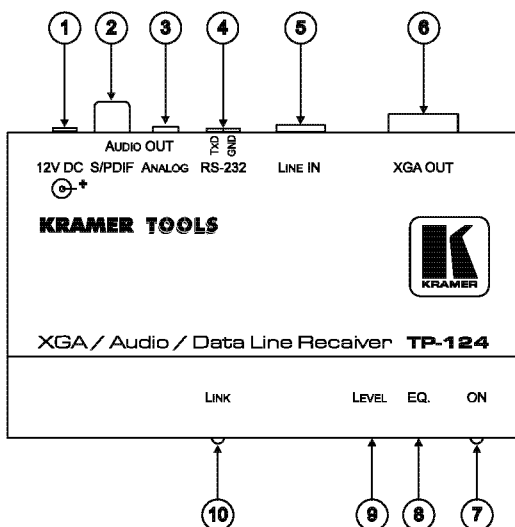 1 2 3 4 5 6
AUDIO OUT TXD GND
12V DC S/PDIF ANALOG RS-232 LINE IN XGA OUT
+
KRAMER TOOLS
K
KRAMER
XGA / Audio / Data Line Recaiver TP-124
LINK LEVEL EQ. ON
10 9 8 7